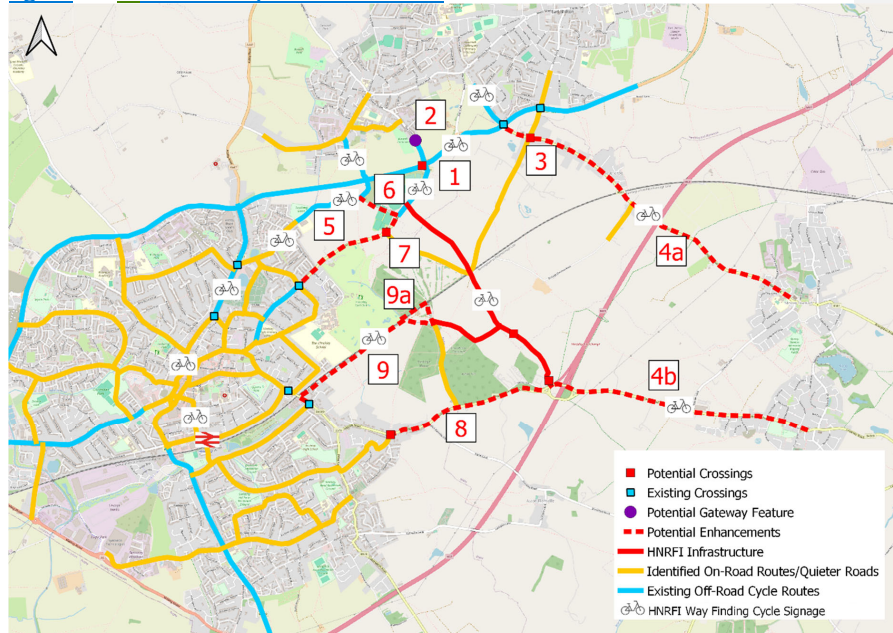 2
1
3
6
5
7
4a
9a
9
4b
8
Potential Crossings
Existing Crossings
Potential Gateway Feature
Potential Enhancements
HNRFI Infrastructure
Identified On-Road Routes/Quieter Roads
Existing Off-Road Cycle Routes
HNRFI Way Finding Cycle Signage